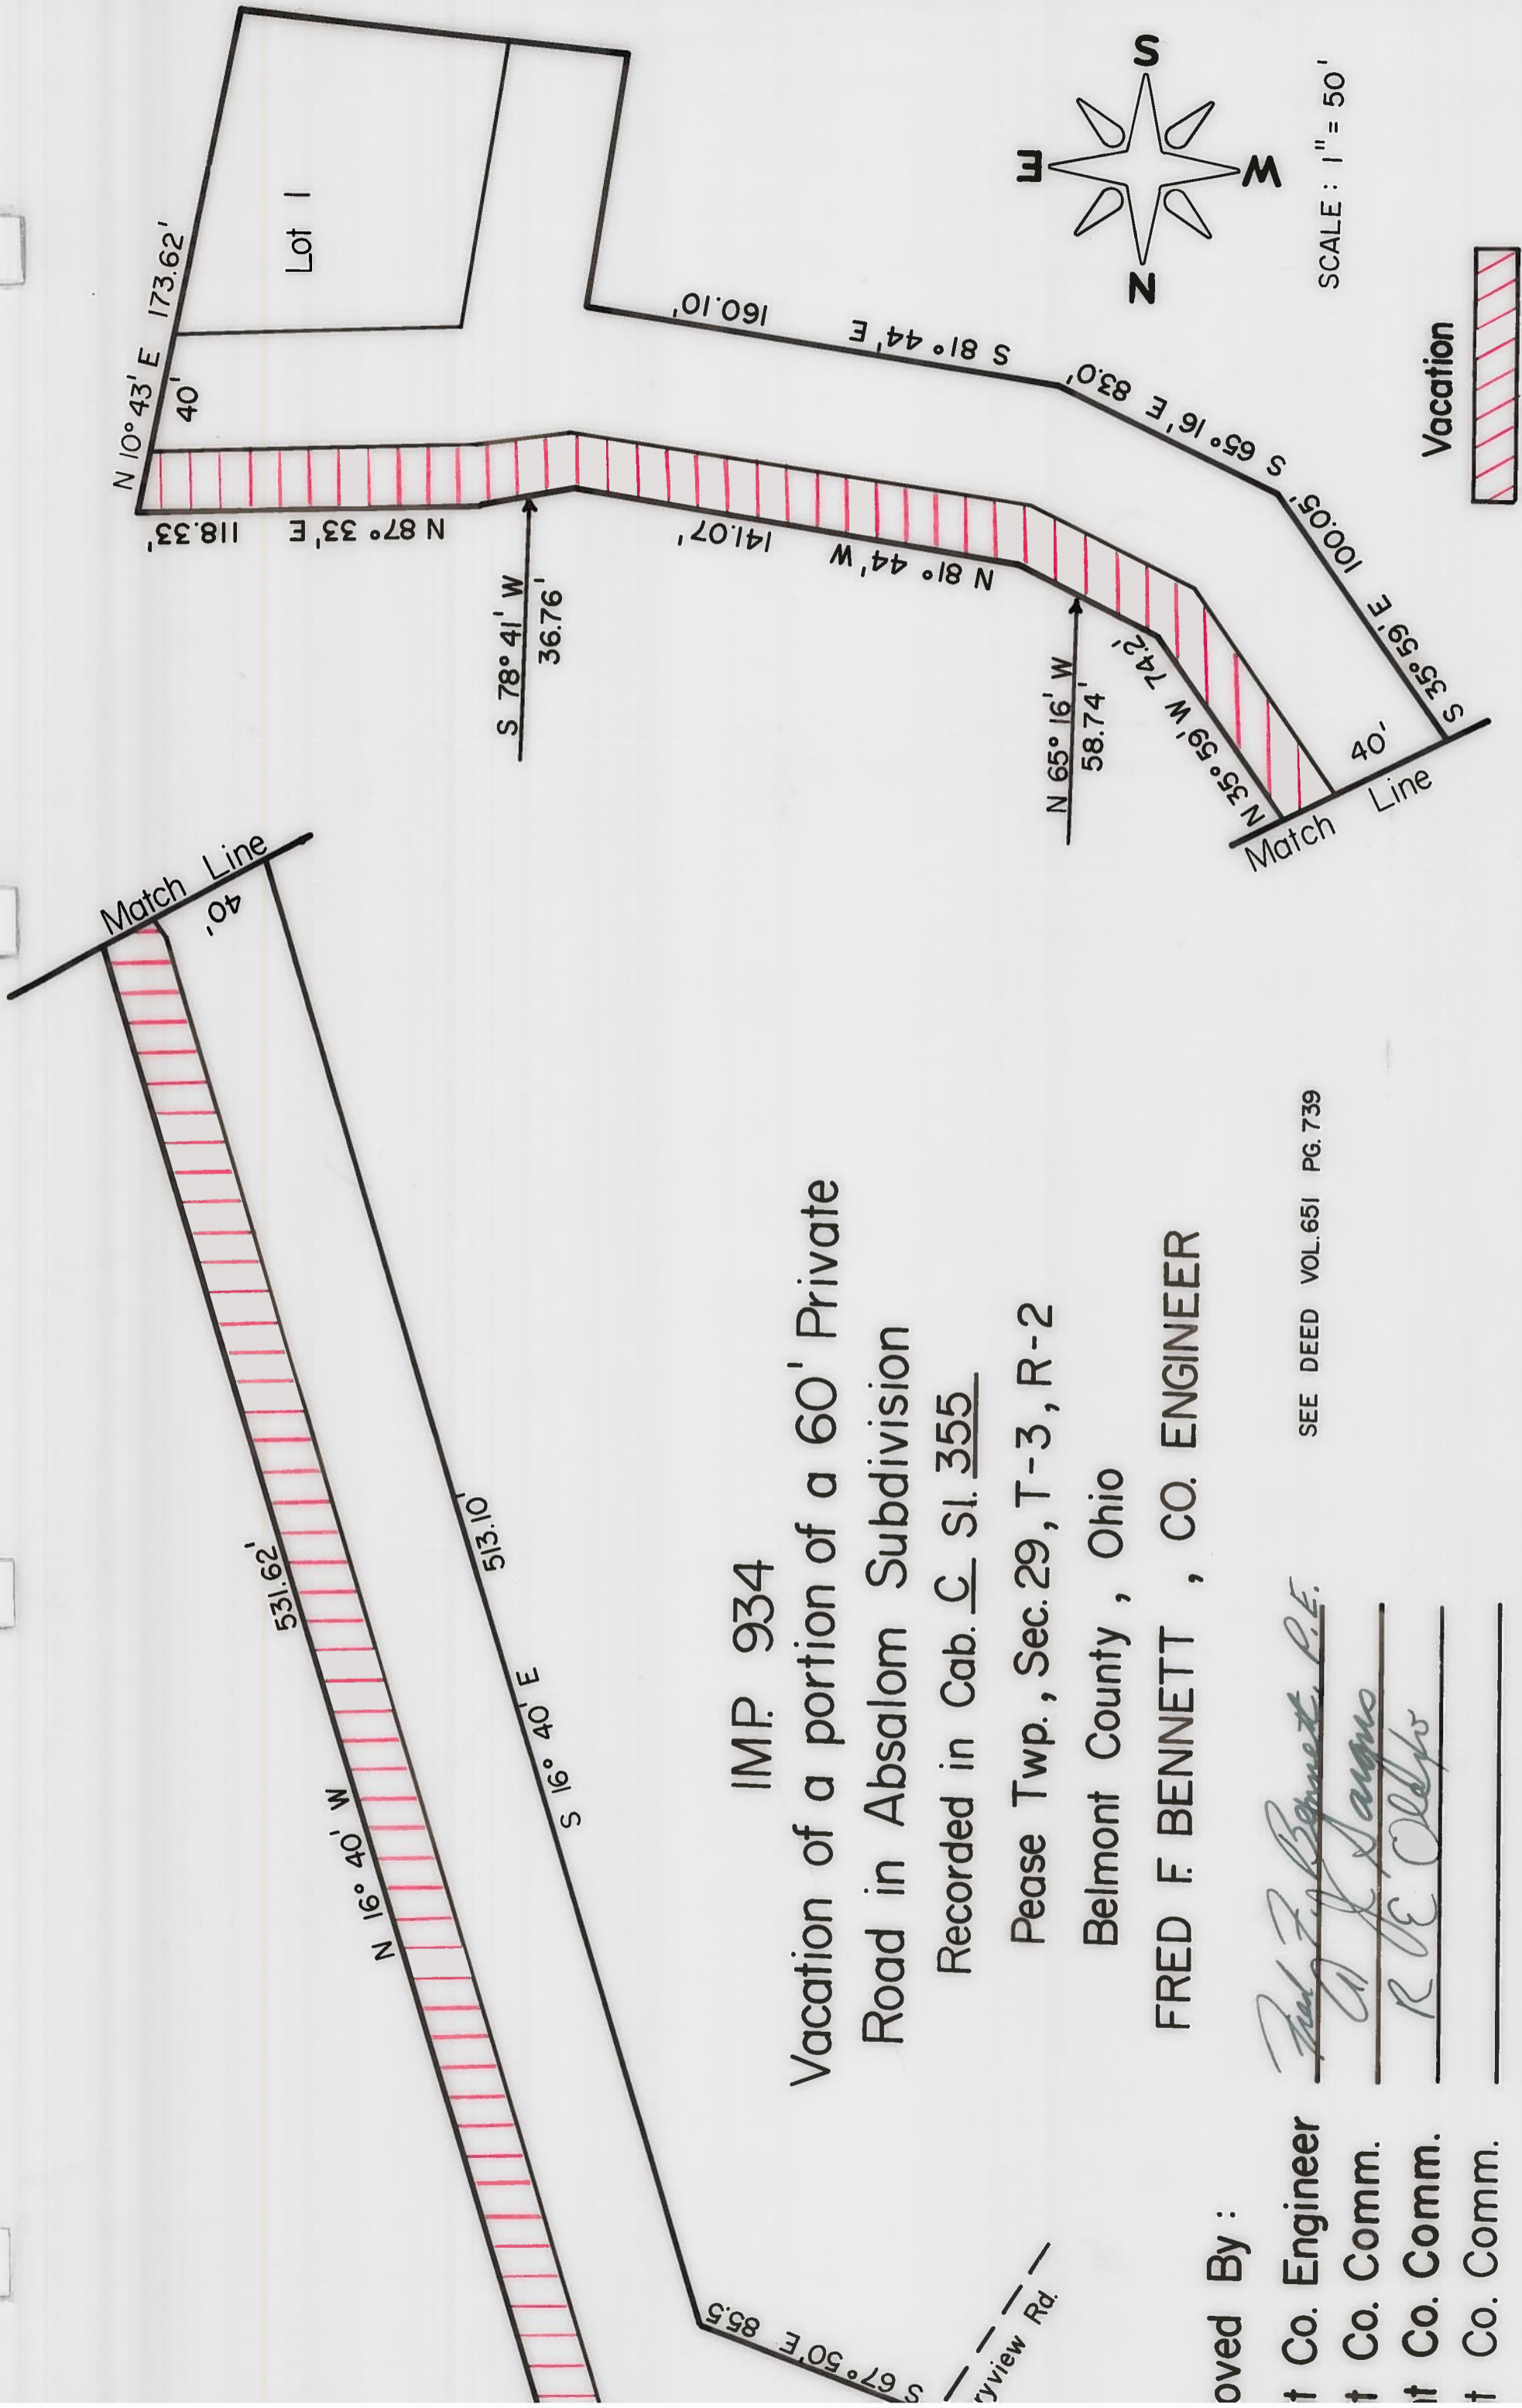 N 10° 43' E 173.62'
40'
Lot 1
N 87° 33' E 118.33'
S 78° 41' W
36.76'
N 81° 44' W 141.07'
N 65° 16' W
58.74'
N 35° 59' W 74.2'
Match Line
40'
S 35° 59' E 100.05'
S 65° 16' E 83.0'
S 81° 44' E 160.10'
S
E
W
N
SCALE : 1" = 50'
Vacation
Match Line
40'
N 16° 40' W 531.62'
S 16° 40' E 513.10'
S 67° 50' E 85.5
ryview Rd.
IMP. 934
Vacation of a portion of a 60' Private
Road in Absalom Subdivision
Recorded in Cab. C Sl. 355
Pease Twp., Sec. 29, T-3, R-2
Belmont County , Ohio
FRED F. BENNETT , CO. ENGINEER
SEE DEED VOL. 651 PG. 739
oved By :
t Co. Engineer Fred F. Bennett, P.E.
t Co. Comm.
t Co. Comm.
t Co. Comm.